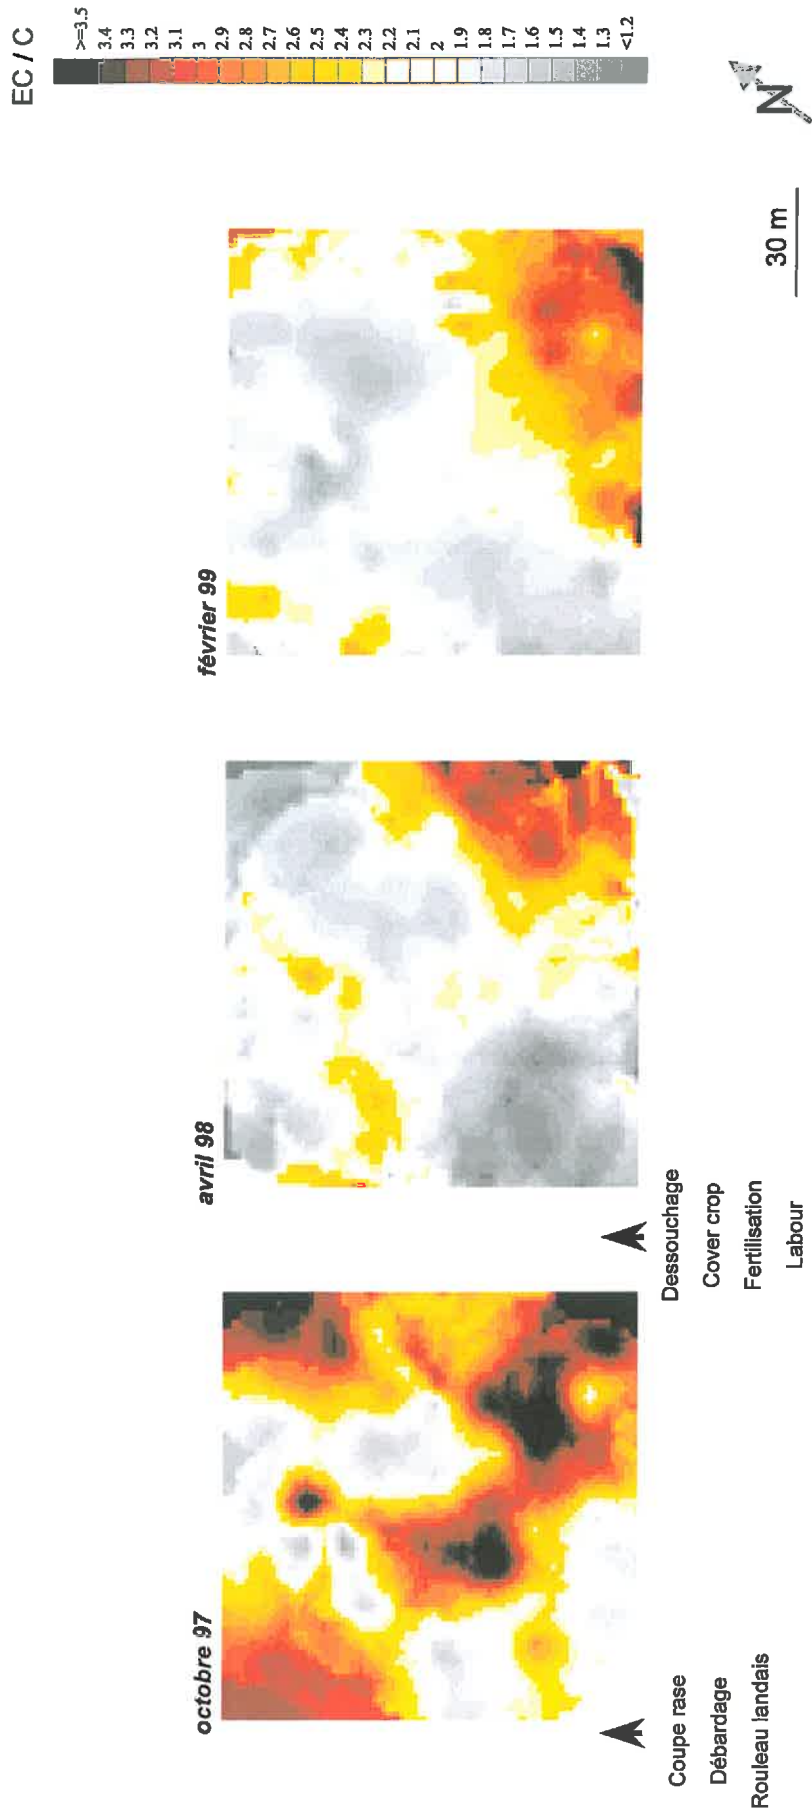 EC / C
>=3.5
3.4
3.3
3.2
3.1
3
2.9
2.8
2.7
2.6
2.5
2.4
2.3
2.2
2.1
2
1.9
1.8
1.7
1.6
1.5
1.4
1.3
<1.2
N
30 m
février 99
avril 98
octobre 97
Dessouchage
Cover crop
Fertilisation
Labour
Coupe rase
Débardage
Rouleau landais